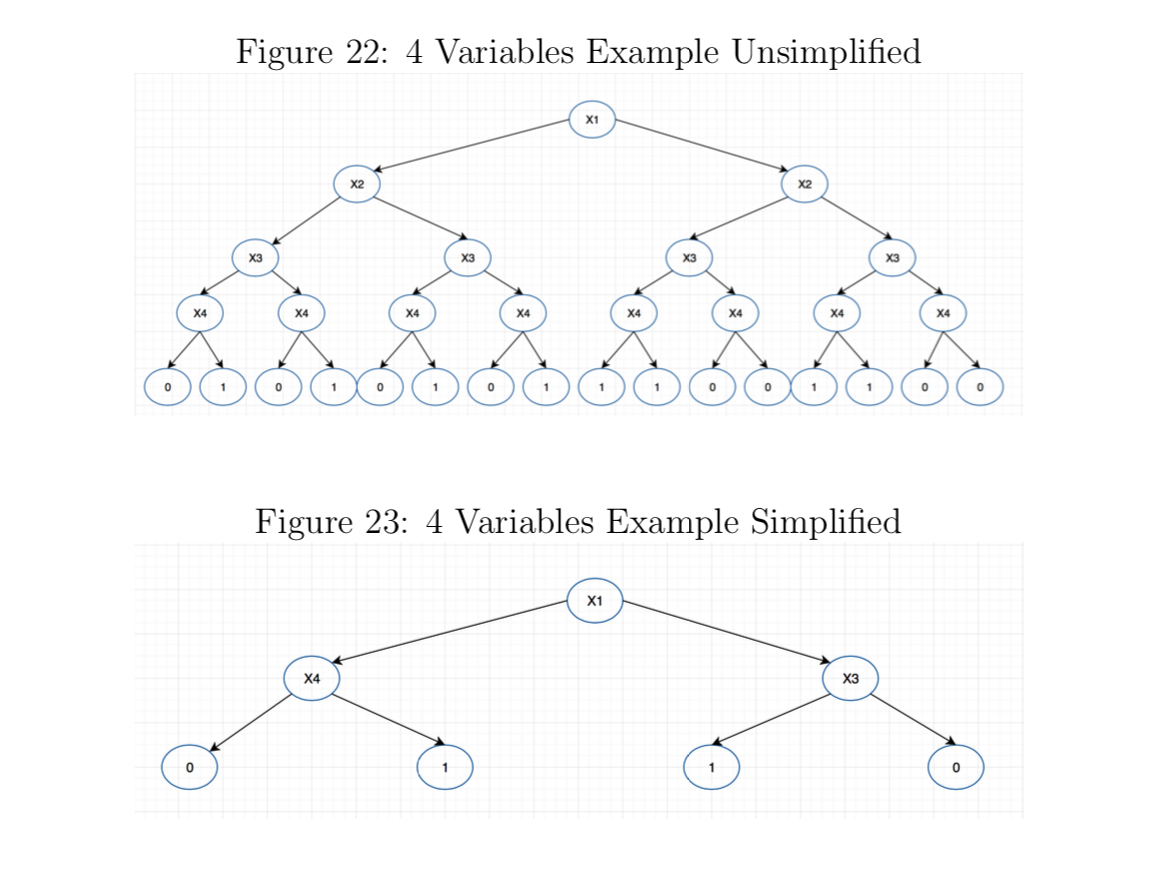 Figure 22: 4 Variables Example Unsimplified
X1
X2 X2
X3 X3 X3 X3
X4 X4 X4 X4 X4 X4 X4 X4
0 1 0 1 0 1 0 1 1 1 0 0 1 1 0 0
Figure 23: 4 Variables Example Simplified
X1
X4 X3
0 1 1 0